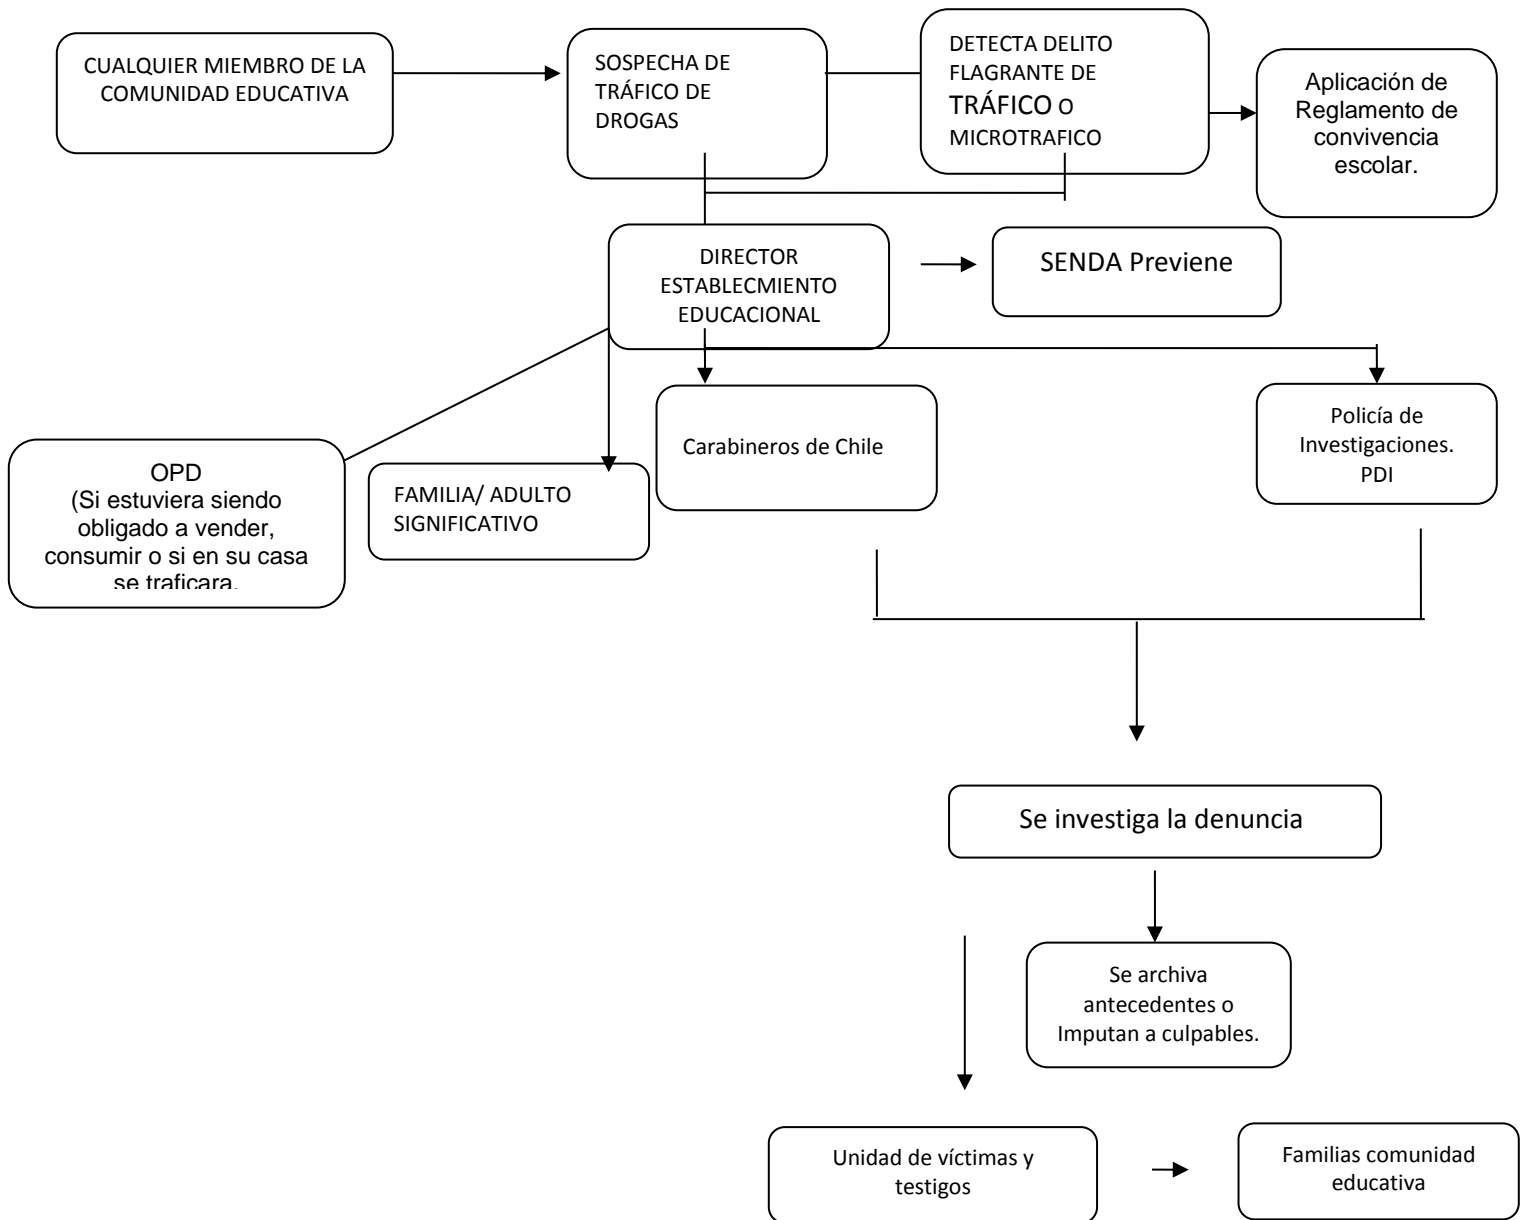 CUALQUIER MIEMBRO DE LA
COMUNIDAD EDUCATIVA
SOSPECHA DE
TRÁFICO DE
DROGAS
DETECTA DELITO
FLAGRANTE DE
TRÁFICO O
MICROTRAFICO
Aplicación de
Reglamento de
convivencia
escolar.
DIRECTOR
ESTABLECMIENTO
EDUCACIONAL
SENDA Previene
OPD
(Si estuviera siendo
obligado a vender,
consumir o si en su casa
se traficara.
FAMILIA/ ADULTO
SIGNIFICATIVO
Carabineros de Chile
Policía de
Investigaciones.
PDI
Se investiga la denuncia
Se archiva
antecedentes o
Imputan a culpables.
Unidad de víctimas y
testigos
Familias comunidad
educativa